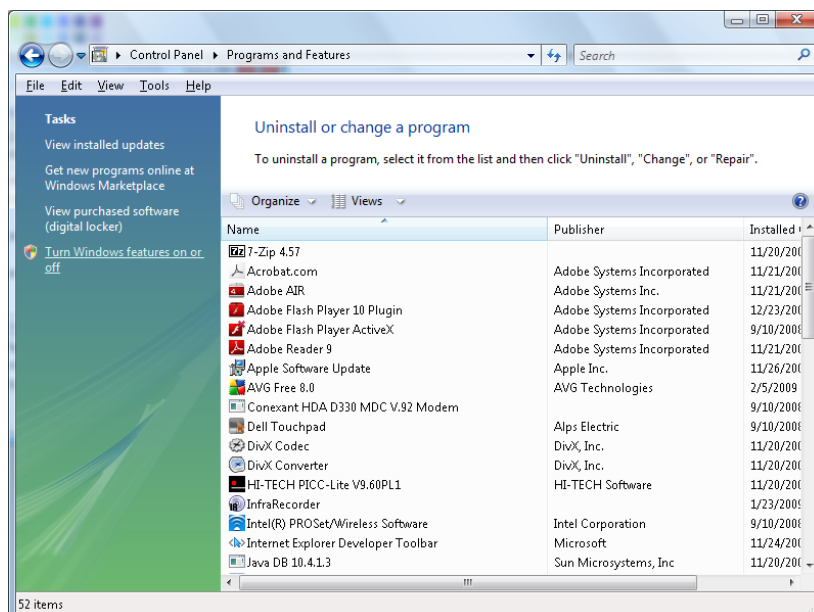 Control Panel Programs and Features Search
File Edit View Tools Help
Tasks
View installed updates
Get new programs online at
Windows Marketplace
View purchased software
(digital locker)
Turn Windows features on or
off
Uninstall or change a program
To uninstall a program, select it from the list and then click "Uninstall", "Change", or "Repair".
Organize Views
Name Publisher Installed
7-Zip 4.57 11/20/200
Acrobat.com Adobe Systems Incorporated 11/21/200
Adobe AIR Adobe Systems Inc. 11/21/200
Adobe Flash Player 10 Plugin Adobe Systems Incorporated 12/23/200
Adobe Flash Player ActiveX Adobe Systems Incorporated 9/10/2008
Adobe Reader 9 Adobe Systems Incorporated 11/21/200
Apple Software Update Apple Inc. 11/26/200
AVG Free 8.0 AVG Technologies 2/5/2009
Conexant HDA D330 MDC V.92 Modem 9/10/2008
Dell Touchpad Alps Electric 9/10/2008
DivX Codec DivX, Inc. 11/20/200
DivX Converter DivX, Inc. 11/20/200
HI-TECH PICC-Lite V9.60PL1 HI-TECH Software 11/20/200
InfraRecorder 1/23/2009
Intel(R) PROSet/Wireless Software Intel Corporation 9/10/2008
Internet Explorer Developer Toolbar Microsoft 11/24/200
Java DB 10.4.1.3 Sun Microsystems, Inc 11/20/200
52 items